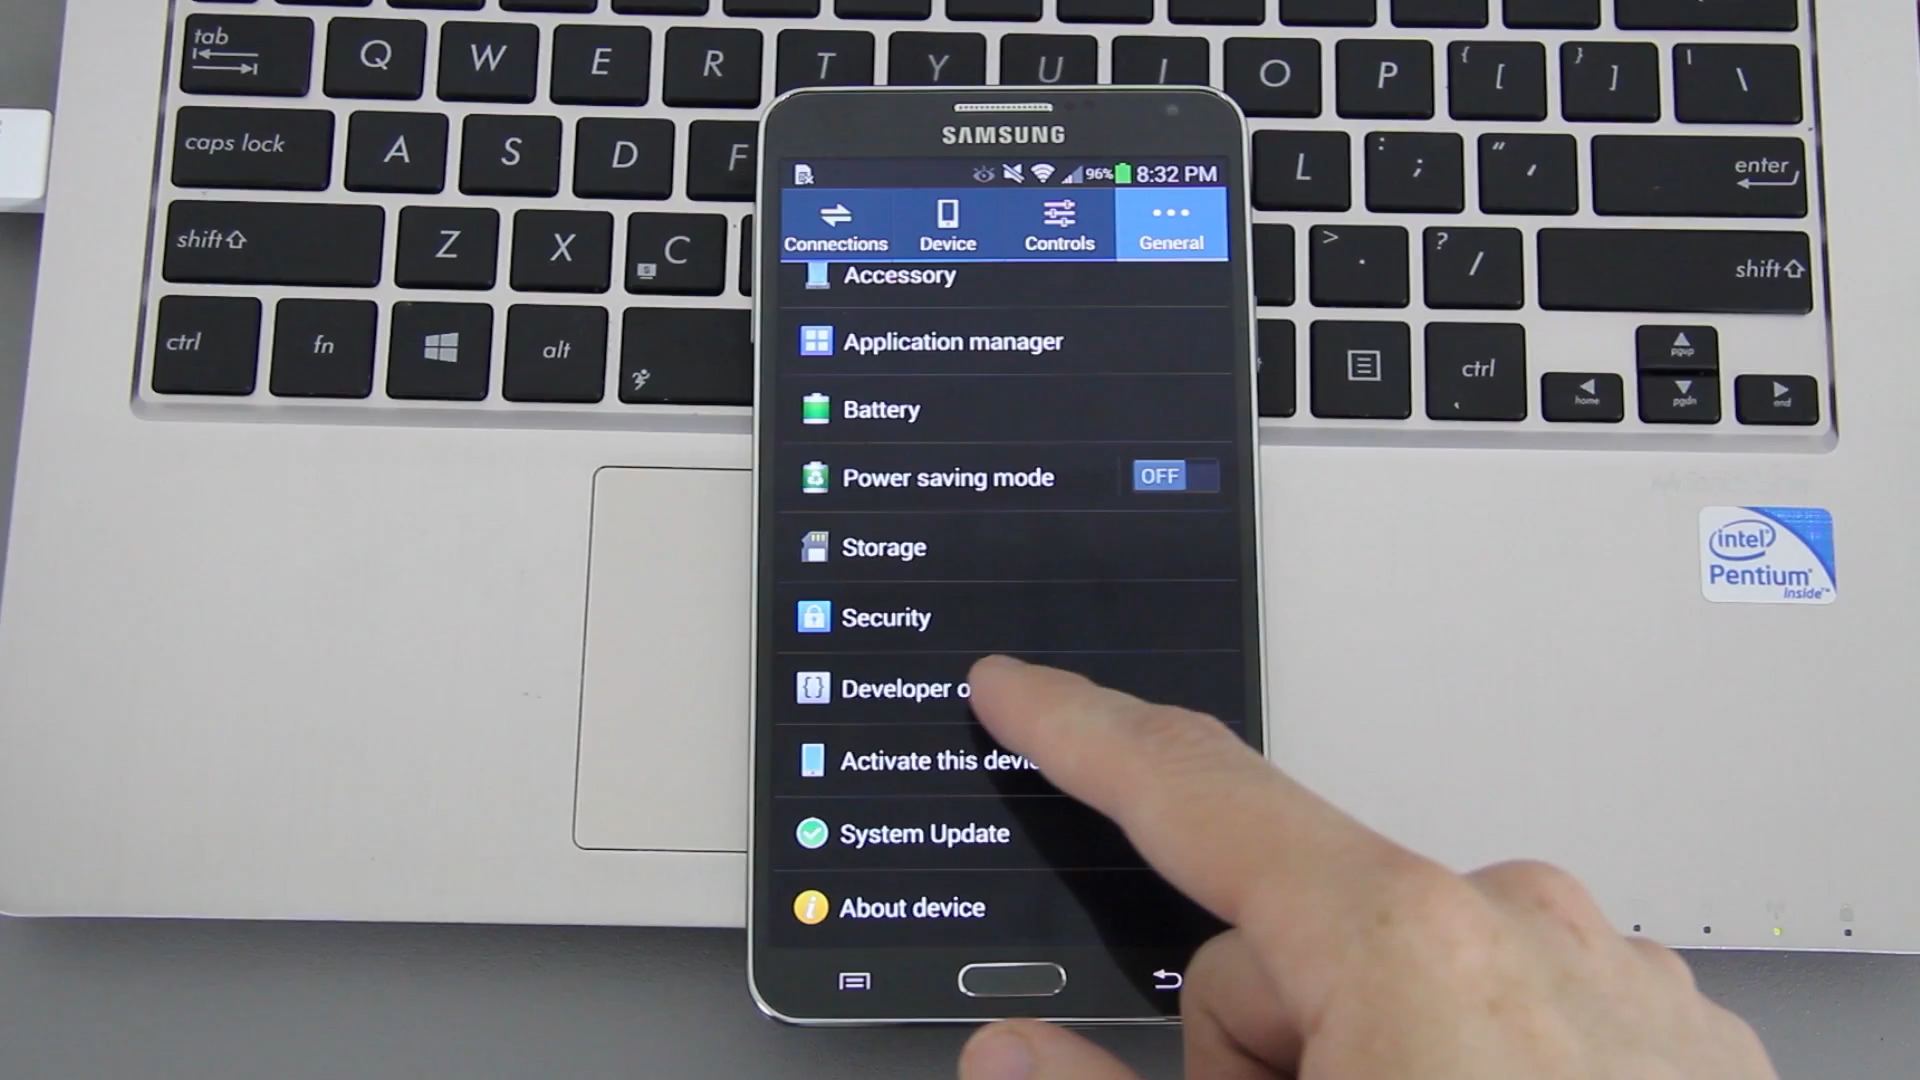 tab Q W E R T Y U I O P { [ } ] | \
caps lock A S D F L : ; " , enter
shift Z X C > . ? / shift
ctrl fn alt ctrl pgup
home pgdn end
SAMSUNG
96% 8:32 PM
Connections Device Controls General
Accessory
Application manager
Battery
Power saving mode OFF
Storage
Security
Developer o
Activate this devi
System Update
About device
intel
Pentium
inside™